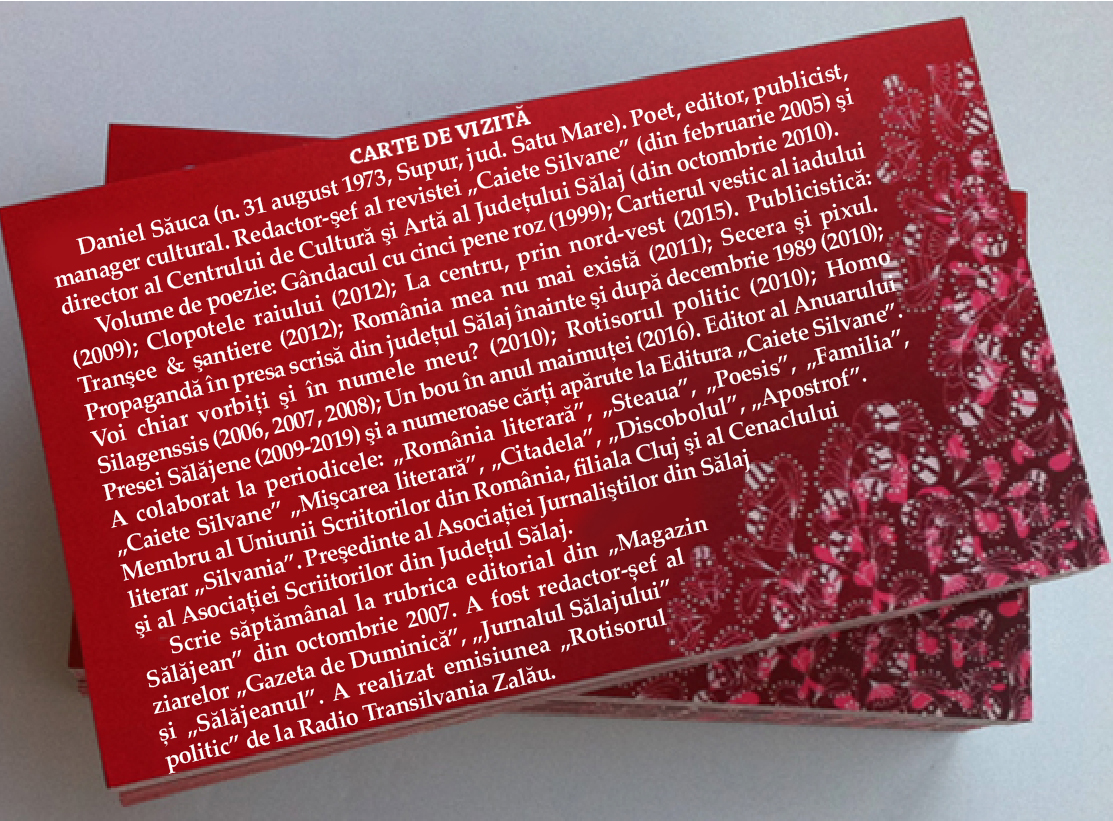 CARTE DE VIZITĂ
Daniel Săuca (n. 31 august 1973, Supur, jud. Satu Mare). Poet, editor, publicist,
manager cultural. Redactor-şef al revistei „Caiete Silvane” (din februarie 2005) şi
director al Centrului de Cultură şi Artă al Judeţului Sălaj (din octombrie 2010).
Volume de poezie: Gândacul cu cinci pene roz (1999); Cartierul vestic al iadului
(2009); Clopotele raiului (2012); La centru, prin nord-vest (2015). Publicistică:
Tranşee & şantiere (2012); România mea nu mai există (2011); Secera şi pixul.
Propagandă în presa scrisă din judeţul Sălaj înainte şi după decembrie 1989 (2010);
Voi chiar vorbiţi şi în numele meu? (2010); Rotisorul politic (2010); Homo
Silagenssis (2006, 2007, 2008); Un bou în anul maimuţei (2016). Editor al Anuarului
Presei Sălăjene (2009-2019) şi a numeroase cărţi apărute la Editura „Caiete Silvane”.
A colaborat la periodicele: „România literară”, „Steaua”, „Poesis”, „Familia”,
„Caiete Silvane” „Mişcarea literară”, „Citadela”, „Discobolul”, „Apostrof”.
Membru al Uniunii Scriitorilor din România, filiala Cluj şi al Cenaclului
literar „Silvania”. Preşedinte al Asociaţiei Jurnaliştilor din Sălaj
şi al Asociaţiei Scriitorilor din Judeţul Sălaj.
Scrie săptămânal la rubrica editorial din „Magazin
Sălăjean” din octombrie 2007. A fost redactor-şef al
ziarelor „Gazeta de Duminică”, „Jurnalul Sălajului”
şi „Sălăjeanul”. A realizat emisiunea „Rotisorul
politic” de la Radio Transilvania Zalău.